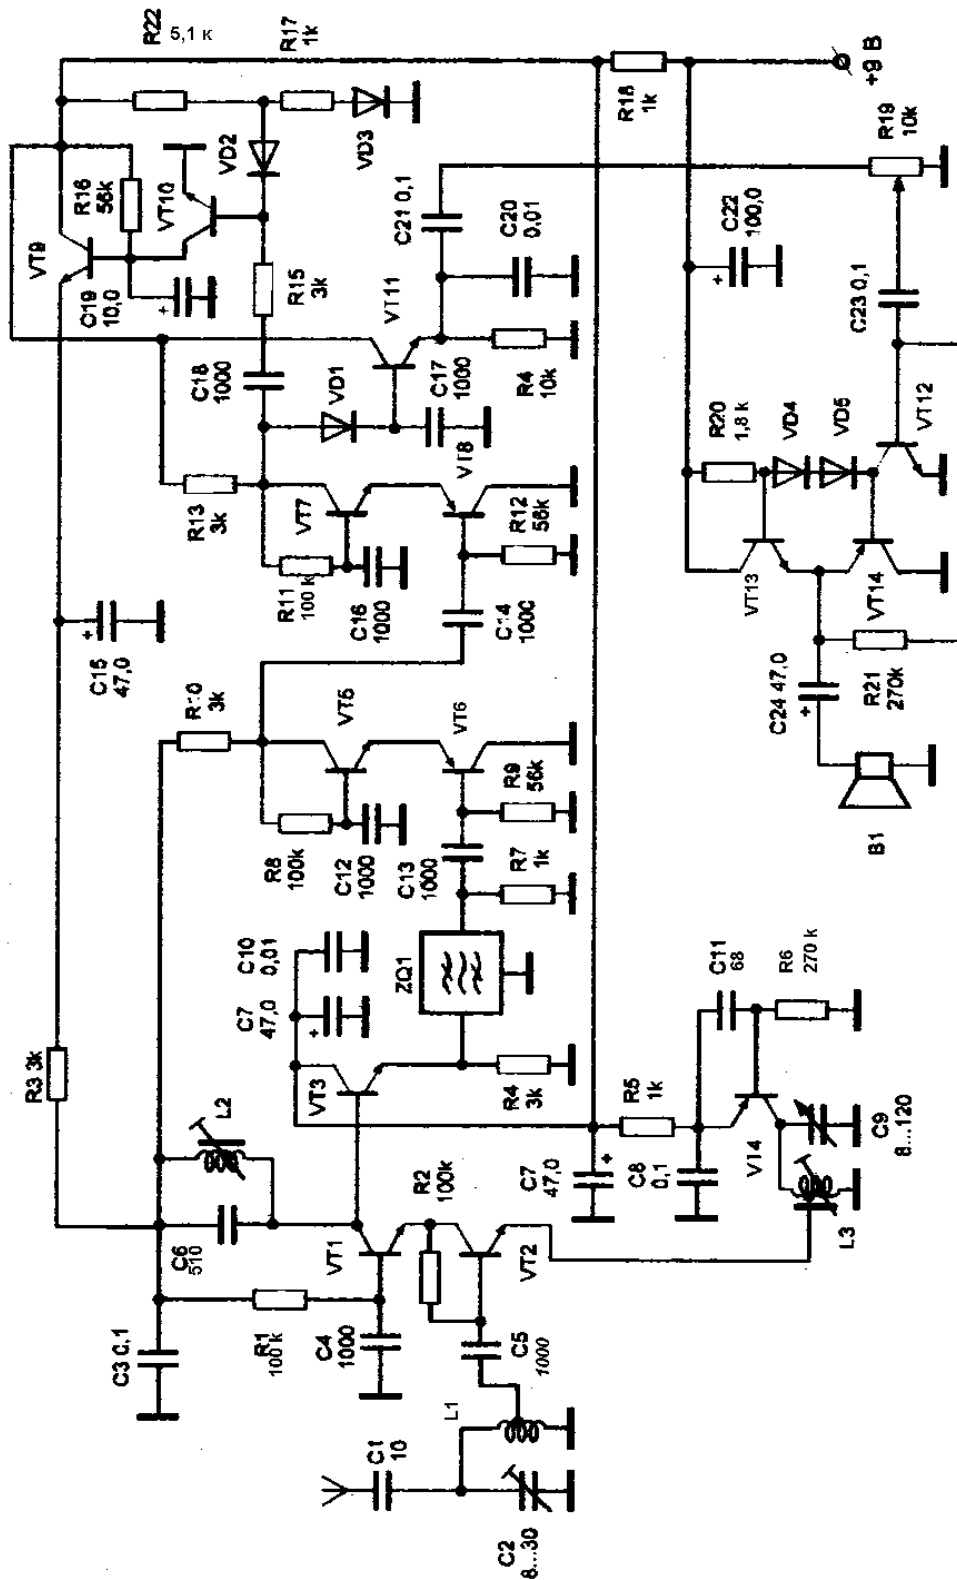 C3 0,1
R1
100 k
C4
1000
C1
10
C2
8...30
L1
C5
1000
C6
510
VT1
R2
100k
VT2
L2
R3 3k
VT3
C7
47,0
+
C10
0,01
ZQ1
R4
3k
C7
47,0
+
C8
0,1
R5
1k
VT4
L3
C9
8...120
C11
68
R6
270 k
R8
100k
C12
1000
C13
1000
R7
1k
R9
56k
VT5
VT6
R10
3k
C15
47,0
+
R11
100 k
C16
1000
C14
1000
R12
56k
VT7
VT8
R13
3k
C18
1000
VD1
C17
1000
R4
10k
VT11
R15
3k
C19
10,0
+
VT9
R16
56k
VT10
VD2
VD3
R22
5,1 к
R17
1k
C21 0,1
C20
0,01
R18
1k
+9 В
R19
10k
C22
100,0
+
C23 0,1
R20
1,8 k
VD4
VD5
VT12
VT13
VT14
C24 47,0
+
R21
270k
B1